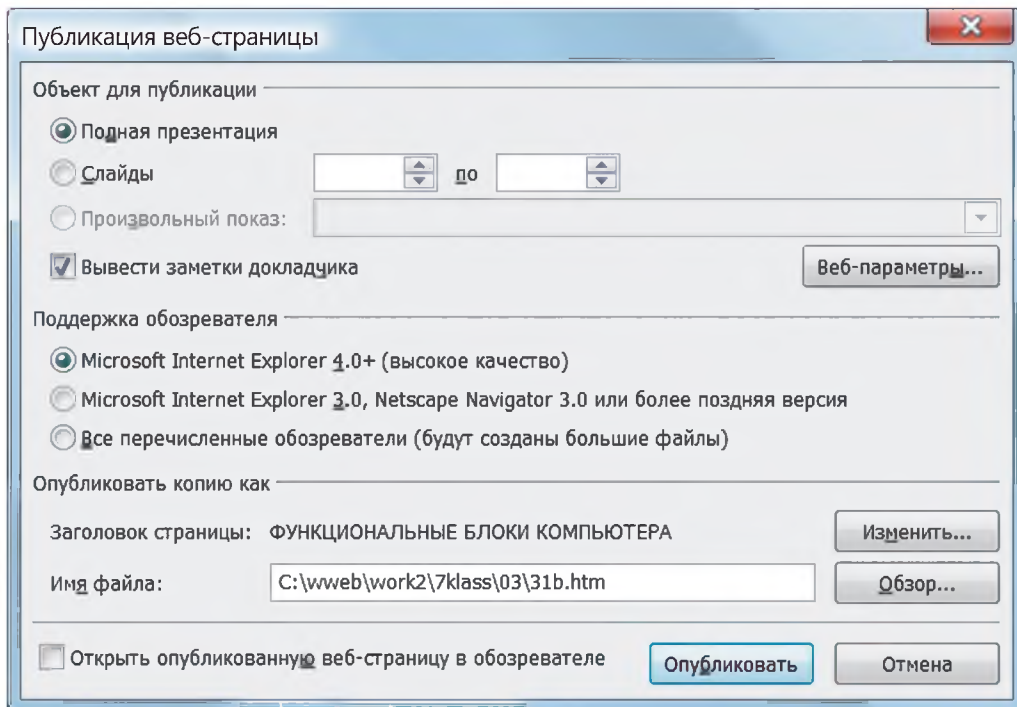 Публикация веб-страницы
Объект для публикации
Полная презентация
Слайды по
Произвольный показ:
Вывести заметки докладчика Веб-параметры...
Поддержка обозревателя
Microsoft Internet Explorer 4.0+ (высокое качество)
Microsoft Internet Explorer 3.0, Netscape Navigator 3.0 или более поздняя версия
Все перечисленные обозреватели (будут созданы большие файлы)
Опубликовать копию как
Заголовок страницы: ФУНКЦИОНАЛЬНЫЕ БЛОКИ КОМПЬЮТЕРА Изменить...
Имя файла: C:\wweb\work2\7klass\03\31b.htm Обзор...
Открыть опубликованную веб-страницу в обозревателе Опубликовать Отмена